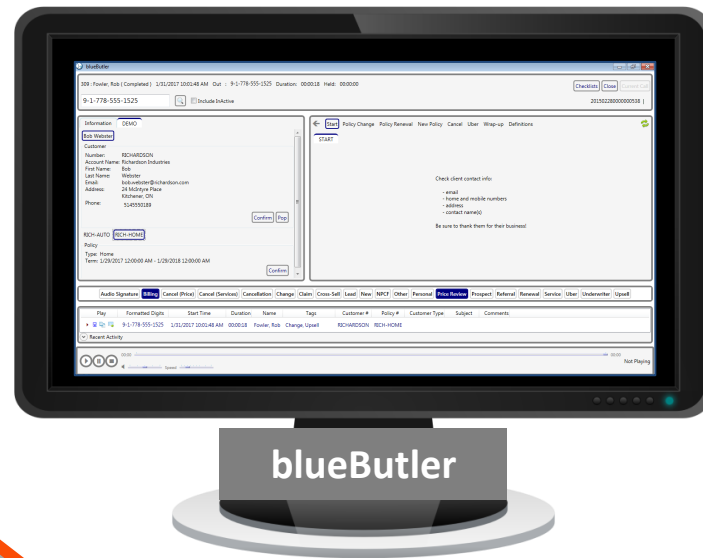 blueButler
309 : Fowler, Rob ( Completed ) 1/31/2017 10:01:48 AM Out : 9-1-778-555-1525 Duration: 00:00:18 Held: 00:00:00
Checklists Close Current Call
9-1-778-555-1525 Include InActive
201502280000000538 |
Information DEMO
Bob Webster
Customer
Number: RICHARDSON
Account Name: Richardson Industries
First Name: Bob
Last Name: Webster
Email: bob.webster@richardson.com
Address: 24 McIntyre Place
Kitchener, ON
Phone: 5145550189
Confirm Pop
RICH-AUTO RICH-HOME
Policy
Type: Home
Term: 1/29/2017 12:00:00 AM - 1/29/2018 12:00:00 AM
Confirm
Start Policy Change Policy Renewal New Policy Cancel Uber Wrap-up Definitions
START
Check client contact info:
- email
- home and mobile numbers
- address
- contact name(s)
Be sure to thank them for their business!
Audio Signature Billing Cancel (Price) Cancel (Services) Cancellation Change Claim Cross-Sell Lead New NPCF Other Personal Price Review Prospect Referral Renewal Service Uber Underwriter Upsell
Play Formatted Digits Start Time Duration Name Tags Customer # Policy # Customer Type Subject Comments
9-1-778-555-1525 1/31/2017 10:01:48 AM 00:00:18 Fowler, Rob Change, Upsell RICHARDSON RICH-HOME
Recent Activity
00:00 00:00
Not Playing
Speed
blueButler